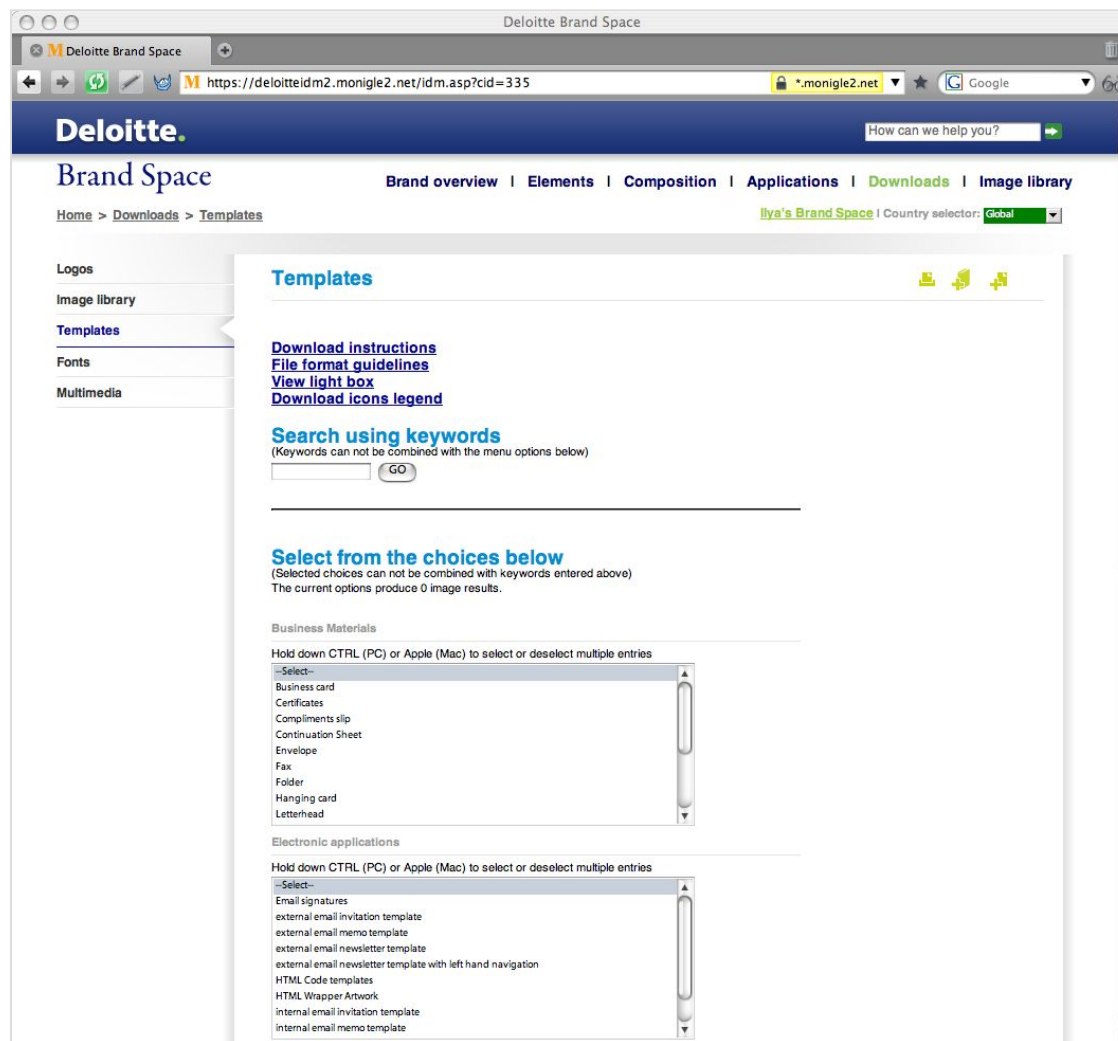 Deloitte Brand Space
Deloitte Brand Space
https://deloitteidm2.monigle2.net/idm.asp?cid=335 *.monigle2.net Google
Deloitte. How can we help you?
Brand Space
Brand overview | Elements | Composition | Applications | Downloads | Image library
Home > Downloads > Templates Ilya's Brand Space | Country selector: Global
Logos
Image library
Templates
Fonts
Multimedia
Templates
Download instructions
File format guidelines
View light box
Download icons legend
Search using keywords
(Keywords can not be combined with the menu options below)
GO
Select from the choices below
(Selected choices can not be combined with keywords entered above)
The current options produce 0 image results.
Business Materials
Hold down CTRL (PC) or Apple (Mac) to select or deselect multiple entries
--Select--
Business card
Certificates
Compliments slip
Continuation Sheet
Envelope
Fax
Folder
Hanging card
Letterhead
Electronic applications
Hold down CTRL (PC) or Apple (Mac) to select or deselect multiple entries
--Select--
Email signatures
external email invitation template
external email memo template
external email newsletter template
external email newsletter template with left hand navigation
HTML Code templates
HTML Wrapper Artwork
internal email invitation template
internal email memo template